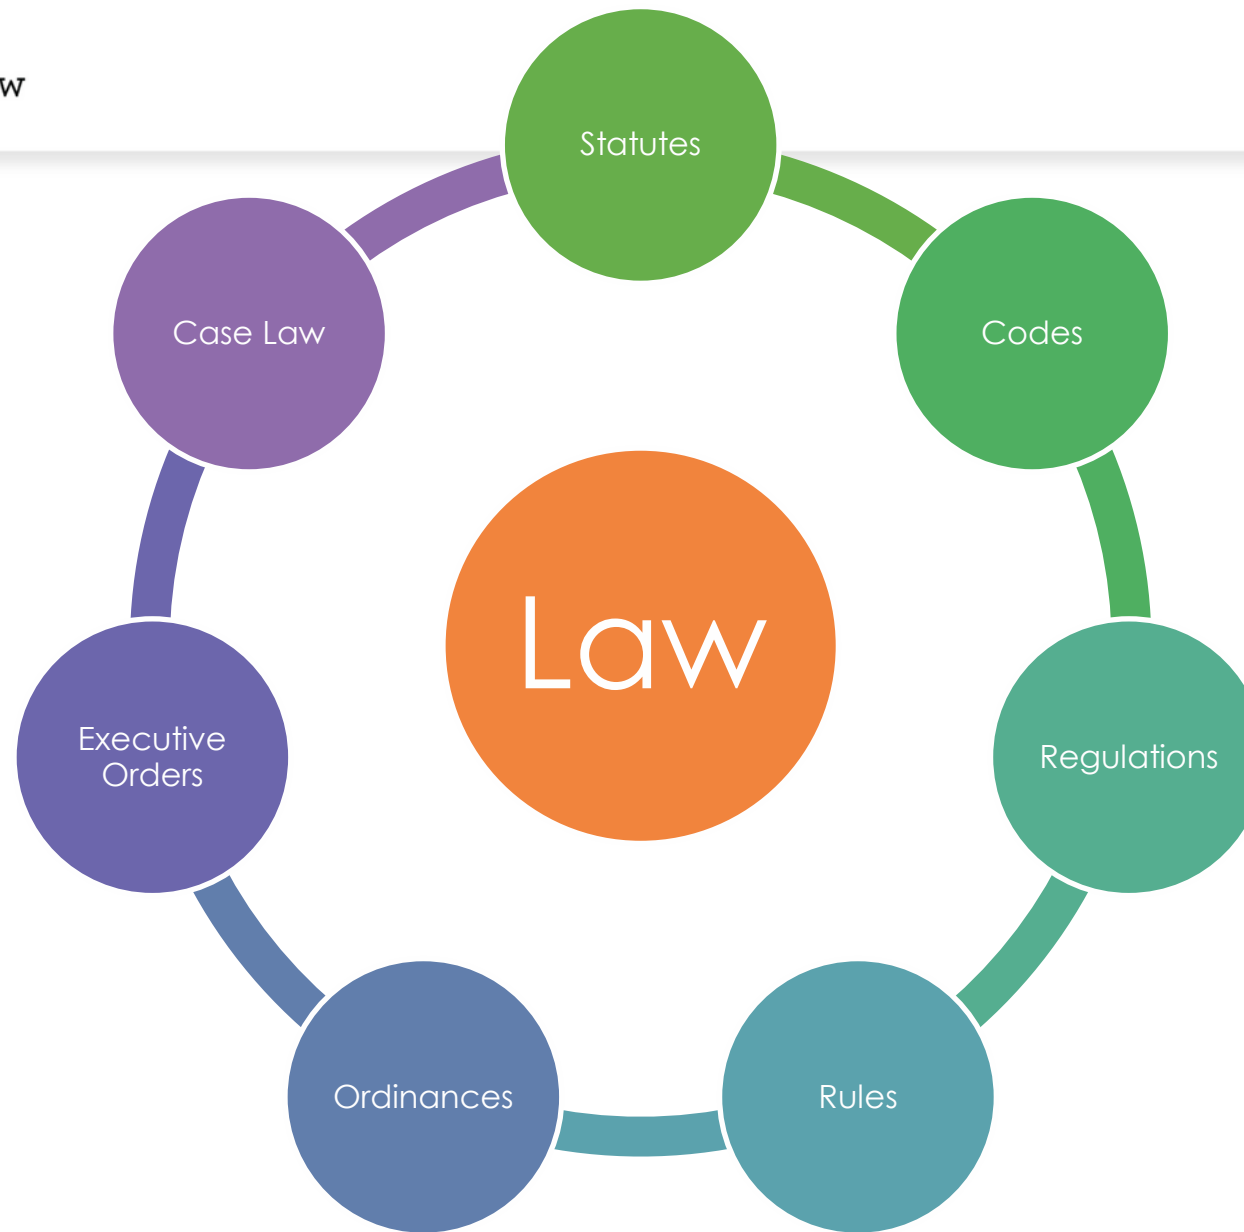 w
Statutes
Case Law
Codes
Law
Executive
Orders
Regulations
Ordinances
Rules